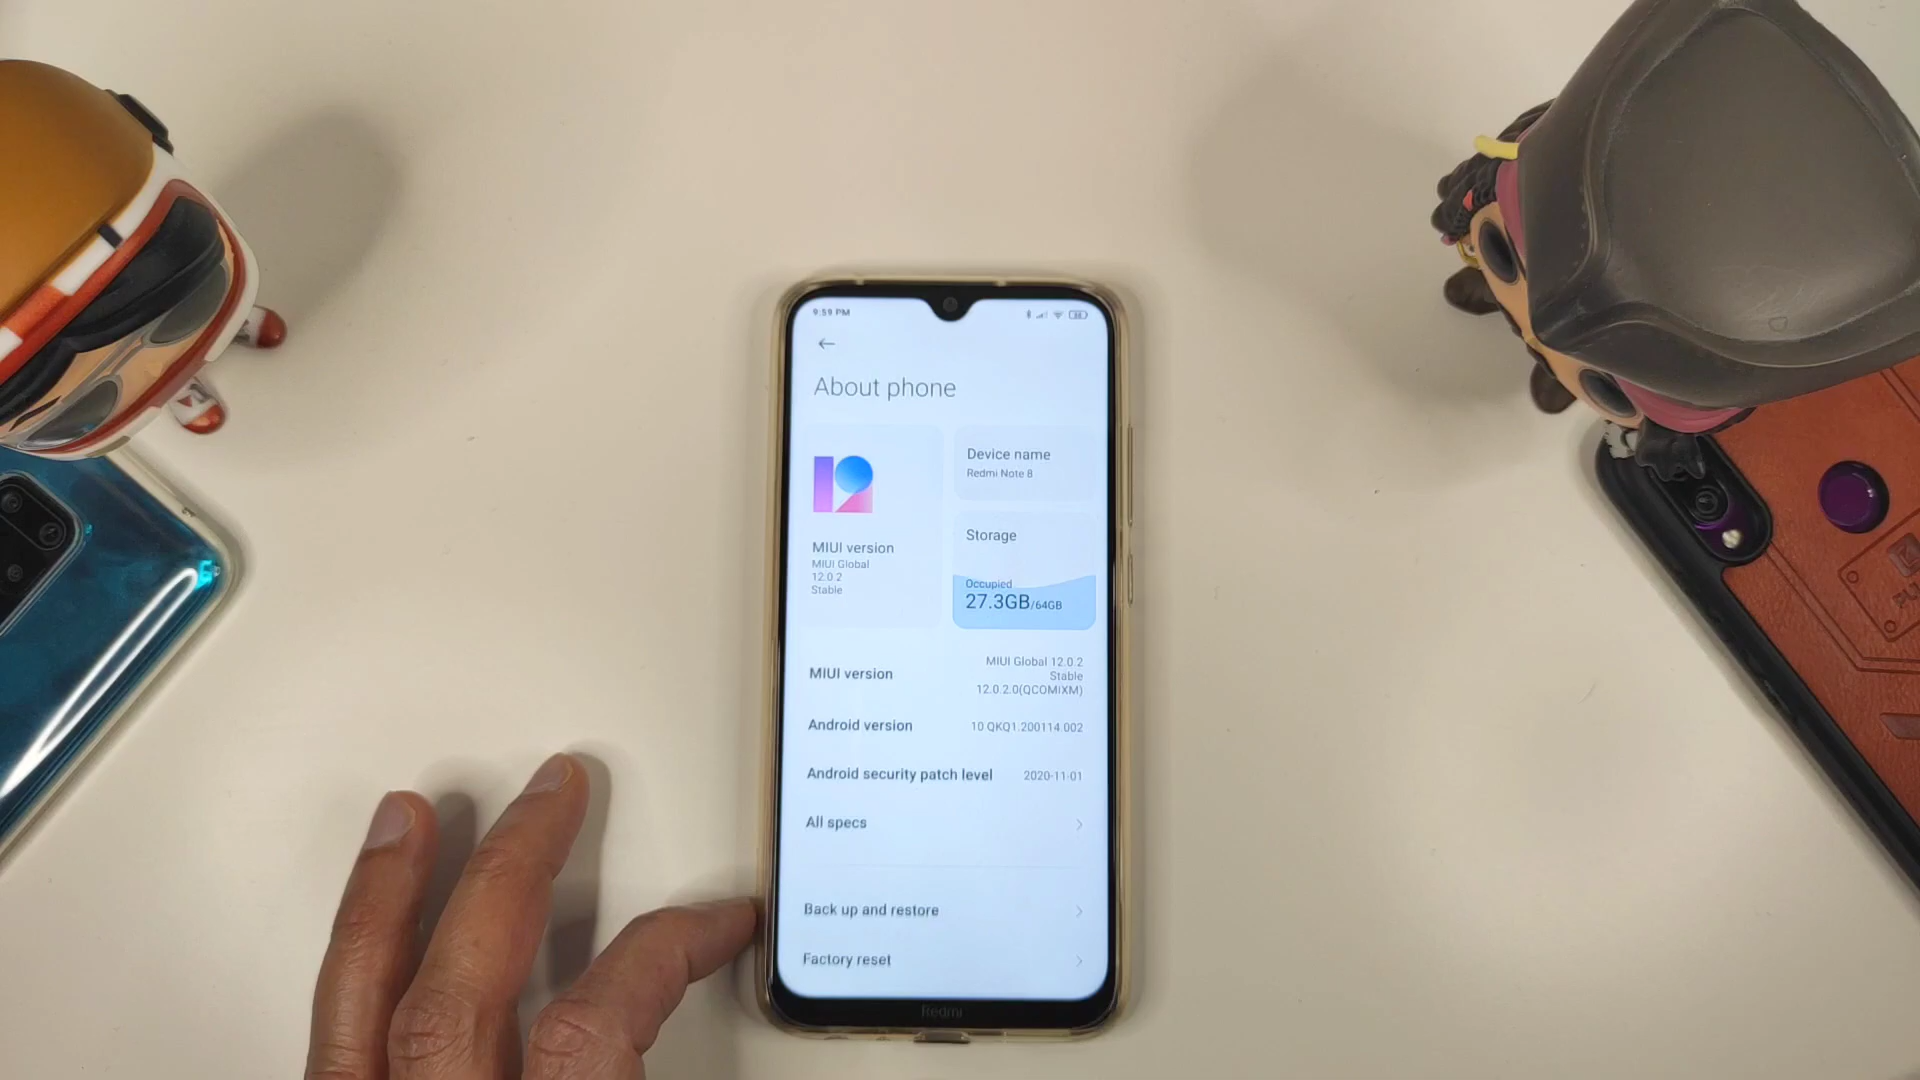 9:59 PM
About phone
Device name
Redmi Note 8
Storage
Occupied
27.3GB/64GB
MIUI version
MIUI Global
12.0.2
Stable
MIUI version
MIUI Global 12.0.2
Stable
12.0.2.0(QCOMIXM)
Android version
10 QKQ1.200114.002
Android security patch level
2020-11-01
All specs
Back up and restore
Factory reset
Redmi